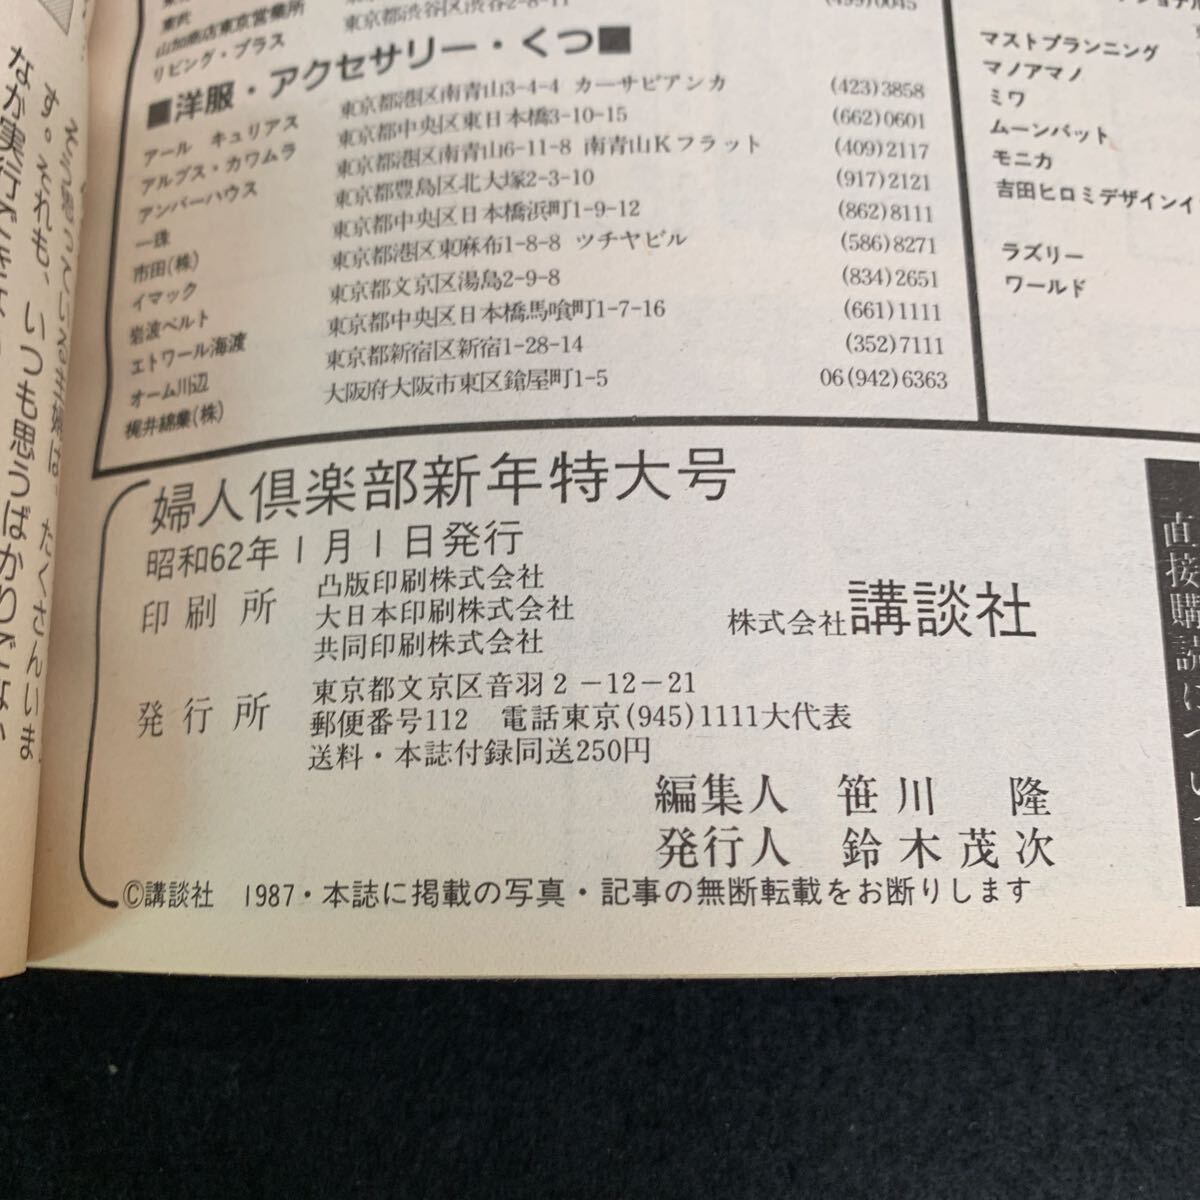 山加商店東京営業所
東京都渋谷区渋谷2-8-11 (499)0045
リビング・プラス
■洋服・アクセサリー・くつ■
アール キュリアス 東京都港区南青山3-4-4 カーサビアンカ (423)3858
アルプス・カワムラ 東京都中央区東日本橋3-10-15 (662)0601
アンバーハウス 東京都港区南青山6-11-8 南青山Kフラット (409)2117
一珠 東京都豊島区北大塚2-3-10 (917)2121
市田(株) 東京都中央区日本橋浜町1-9-12 (862)8111
イマック 東京都港区東麻布1-8-8 ツチヤビル (586)8271
岩波ベルト 東京都文京区湯島2-9-8 (834)2651
エトワール海渡 東京都中央区日本橋馬喰町1-7-16 (661)1111
オーム川辺 東京都新宿区新宿1-28-14 (352)7111
梶井綿業(株) 大阪府大阪市東区鎗屋町1-5 06(942)6363
マストプランニング
マノアマノ
ミワ
ムーンバット
モニカ
吉田ヒロミデザインイ
ラズリー
ワールド
婦人倶楽部新年特大号
昭和62年1月1日発行
印刷所 凸版印刷株式会社
大日本印刷株式会社
共同印刷株式会社
株式会社講談社
発行所 東京都文京区音羽2-12-21
郵便番号112 電話東京(945)1111大代表
送料・本誌付録同送250円
編集人 笹川 隆
発行人 鈴木茂次
©講談社 1987・本誌に掲載の写真・記事の無断転載をお断りします
直接購読につい
たくさんいま
す。それも、いつも思うばかりで、な
なか実行